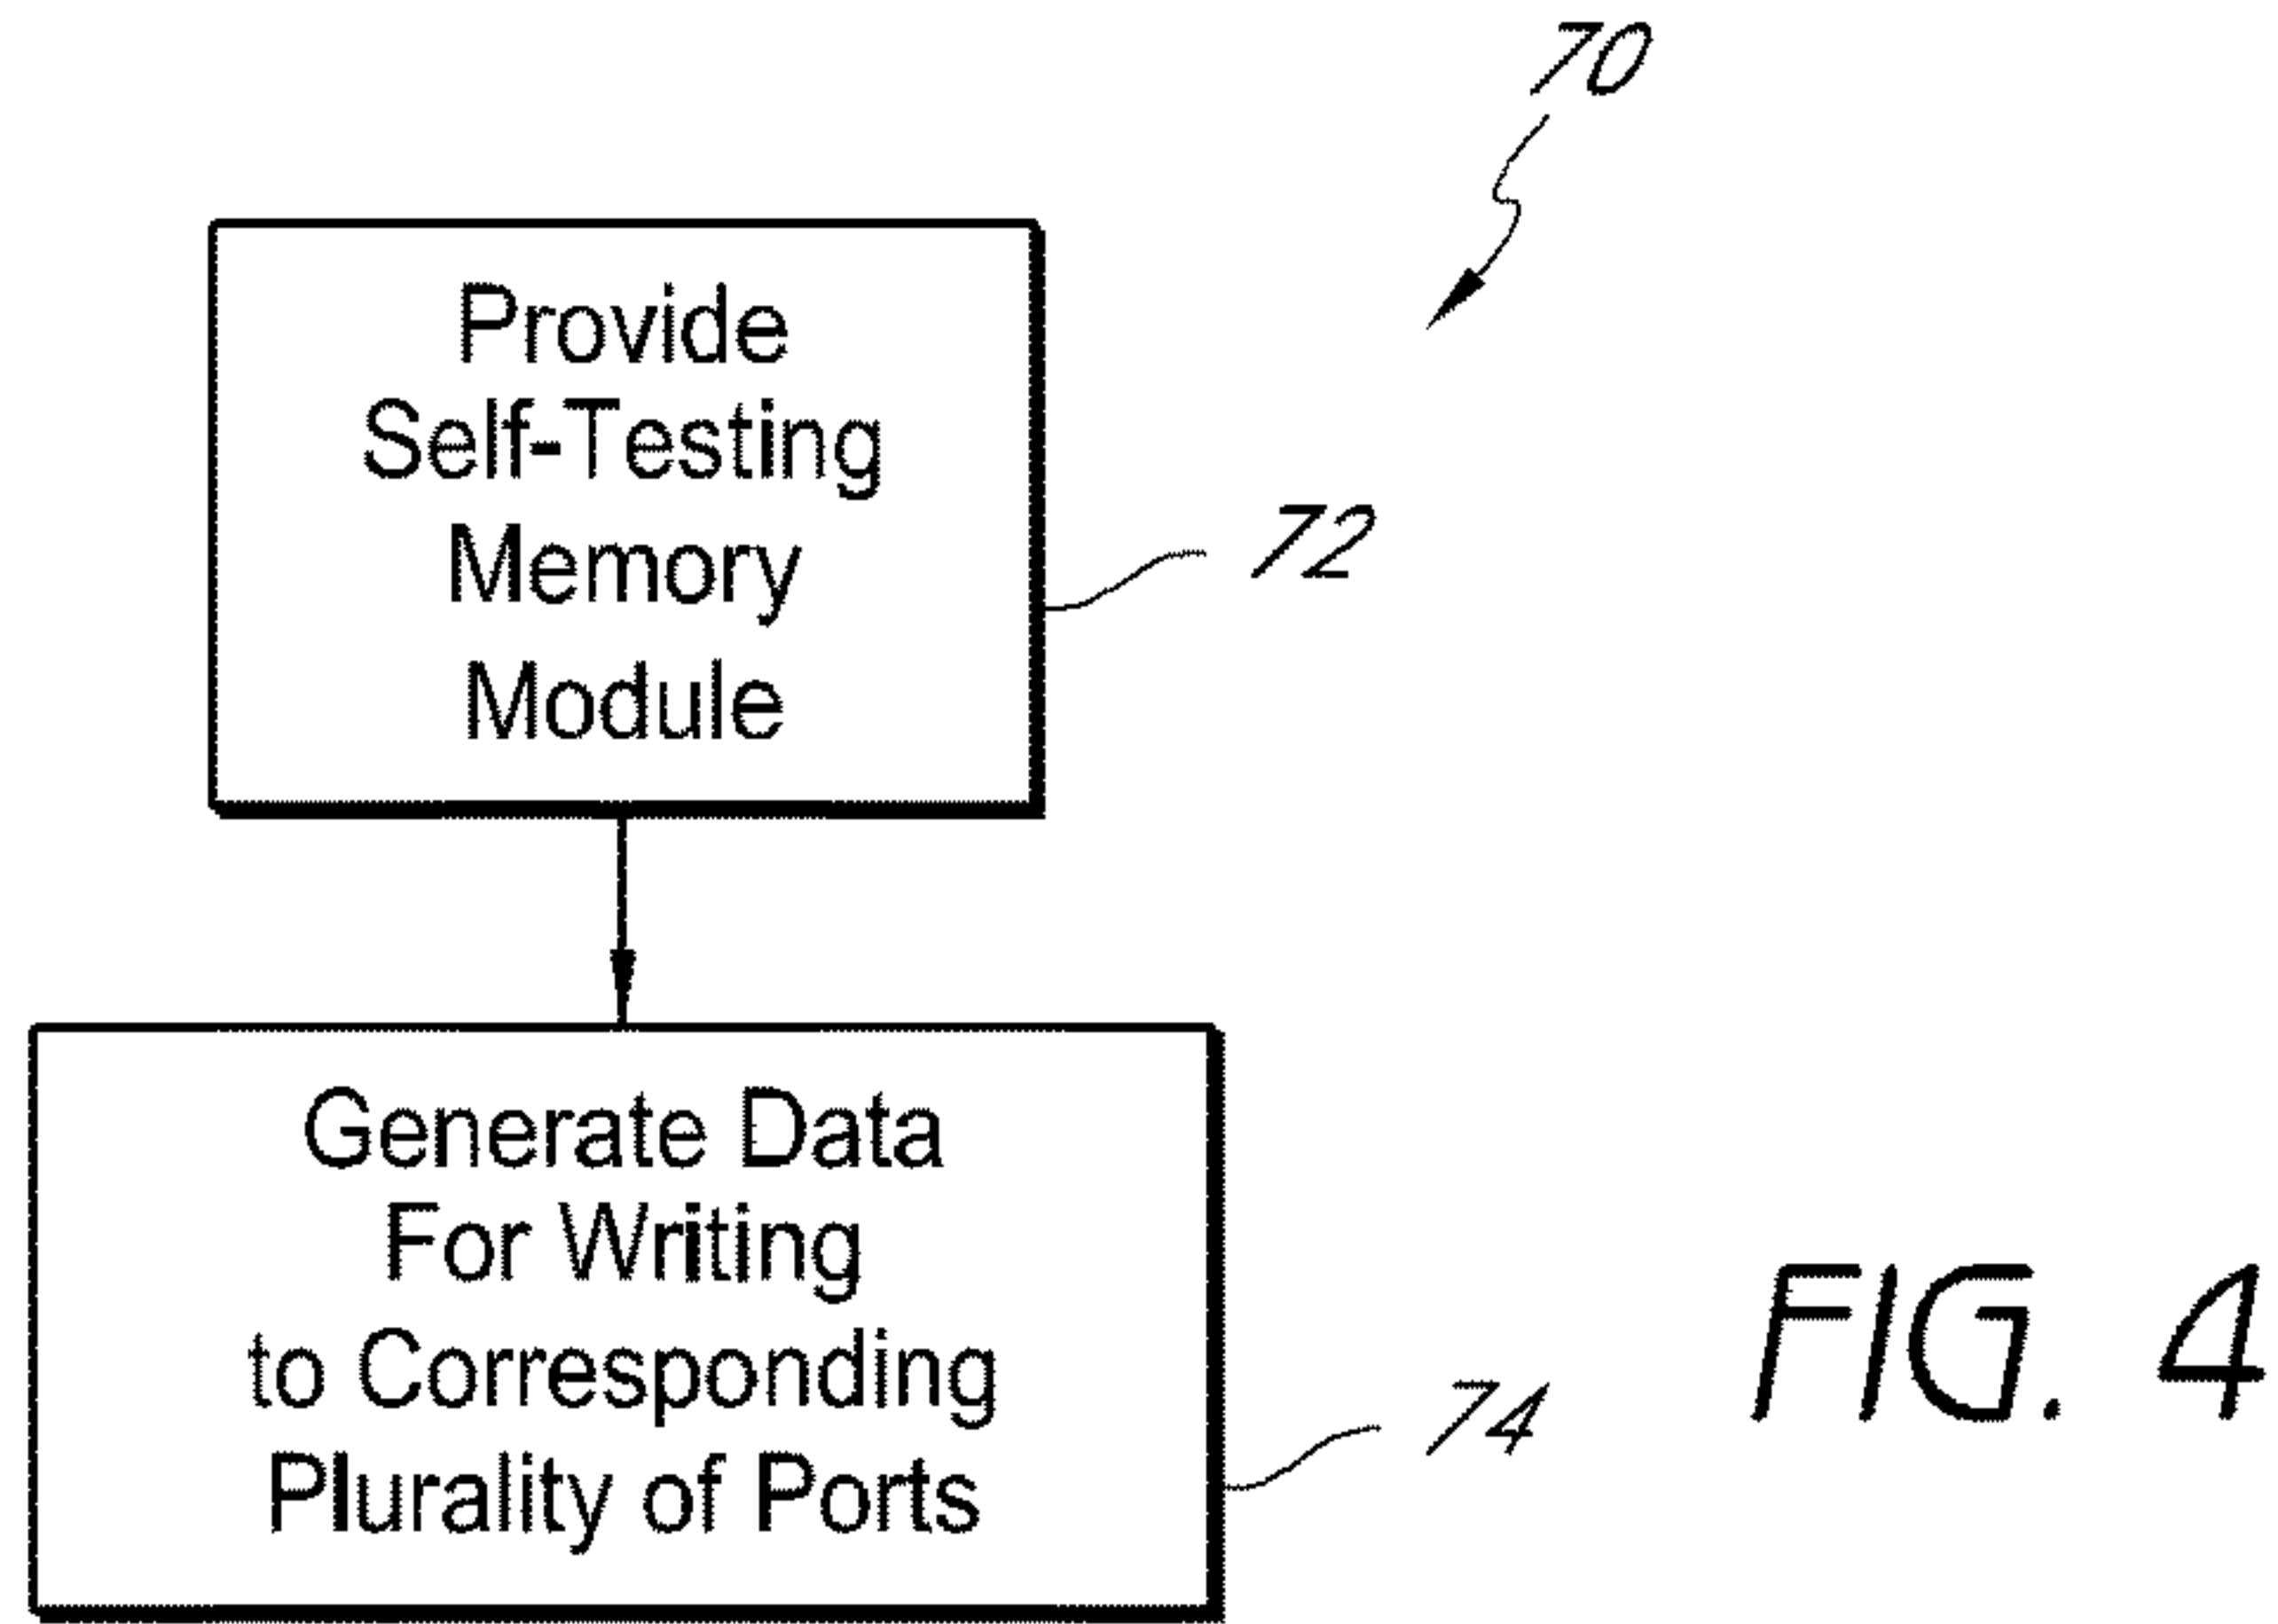 70
Provide
Self-Testing
Memory
Module
72
Generate Data
For Writing
to Corresponding
Plurality of Ports
74
FIG. 4